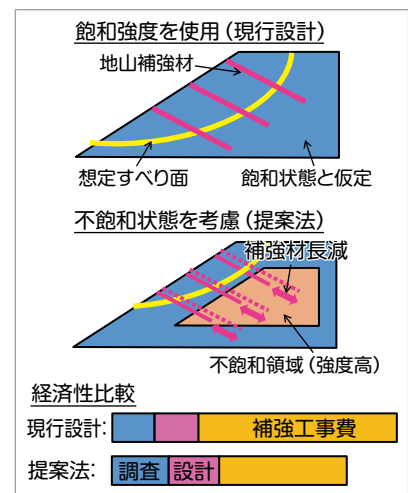 飽和強度を使用（現行設計）
地山補強材
想定すべり面
飽和状態と仮定
不飽和状態を考慮（提案法）
補強材長減
不飽和領域（強度高）
経済性比較
現行設計：
補強工事費
提案法：
調査
設計